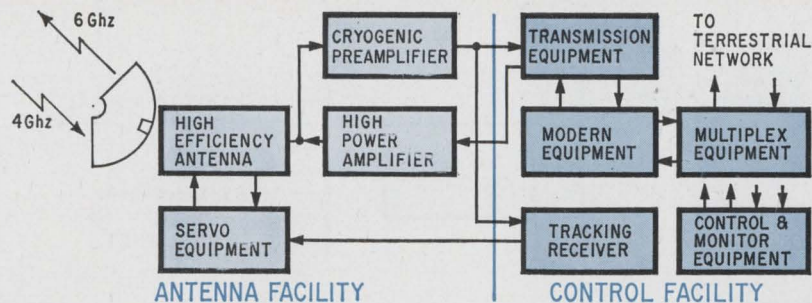 6 Ghz
4 Ghz
HIGH
EFFICIENCY
ANTENNA
SERVO
EQUIPMENT
CRYOGENIC
PREAMPLIFIER
HIGH
POWER
AMPLIFIER
ANTENNA FACILITY
TRANSMISSION
EQUIPMENT
MODERN
EQUIPMENT
TRACKING
RECEIVER
TO
TERRESTRIAL
NETWORK
MULTIPLEX
EQUIPMENT
CONTROL &
MONITOR
EQUIPMENT
CONTROL FACILITY